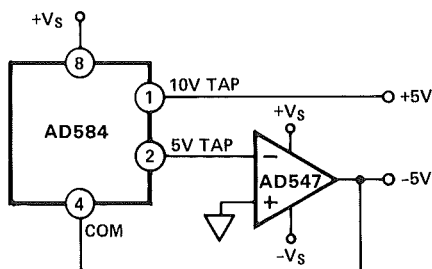 +VS
8
10V TAP
1
+5V
AD584
+VS
5V TAP
2
−
AD547
−5V
+
4
COM
−VS